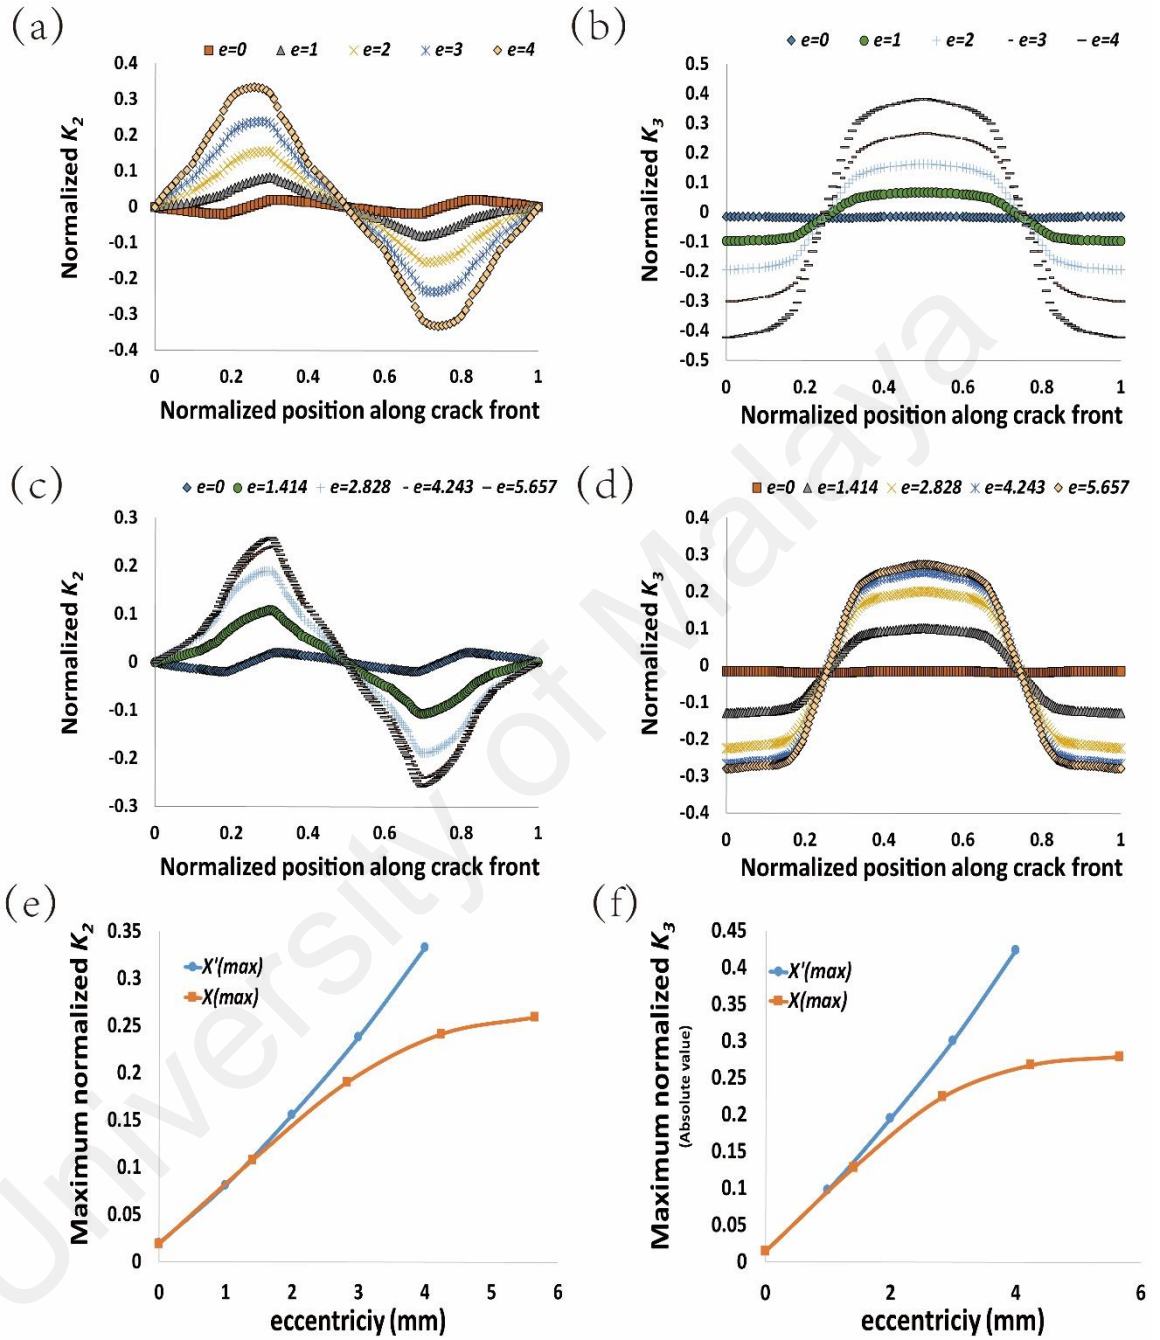 (a)
e=0 e=1 e=2 e=3 e=4
Normalized K2
0.4
0.3
0.2
0.1
0
-0.1
-0.2
-0.3
-0.4
0 0.2 0.4 0.6 0.8 1
Normalized position along crack front
(b)
e=0 e=1 e=2 e=3 e=4
Normalized K3
0.5
0.4
0.3
0.2
0.1
0
-0.1
-0.2
-0.3
-0.4
-0.5
0 0.2 0.4 0.6 0.8 1
Normalized position along crack front
(c)
e=0 e=1.414 e=2.828 e=4.243 e=5.657
Normalized K2
0.3
0.2
0.1
0
-0.1
-0.2
-0.3
0 0.2 0.4 0.6 0.8 1
Normalized position along crack front
(d)
e=0 e=1.414 e=2.828 e=4.243 e=5.657
Normalized K3
0.4
0.3
0.2
0.1
0
-0.1
-0.2
-0.3
-0.4
0 0.2 0.4 0.6 0.8 1
Normalized position along crack front
(e)
Maximum normalized K2
0.35
0.3
0.25
0.2
0.15
0.1
0.05
0
X'(max)
X(max)
0 1 2 3 4 5 6
eccentriciy (mm)
(f)
Maximum normalized K3
(Absolute value)
0.45
0.4
0.35
0.3
0.25
0.2
0.15
0.1
0.05
0
X'(max)
X(max)
0 2 4 6
eccentriciy (mm)
University of Malaya